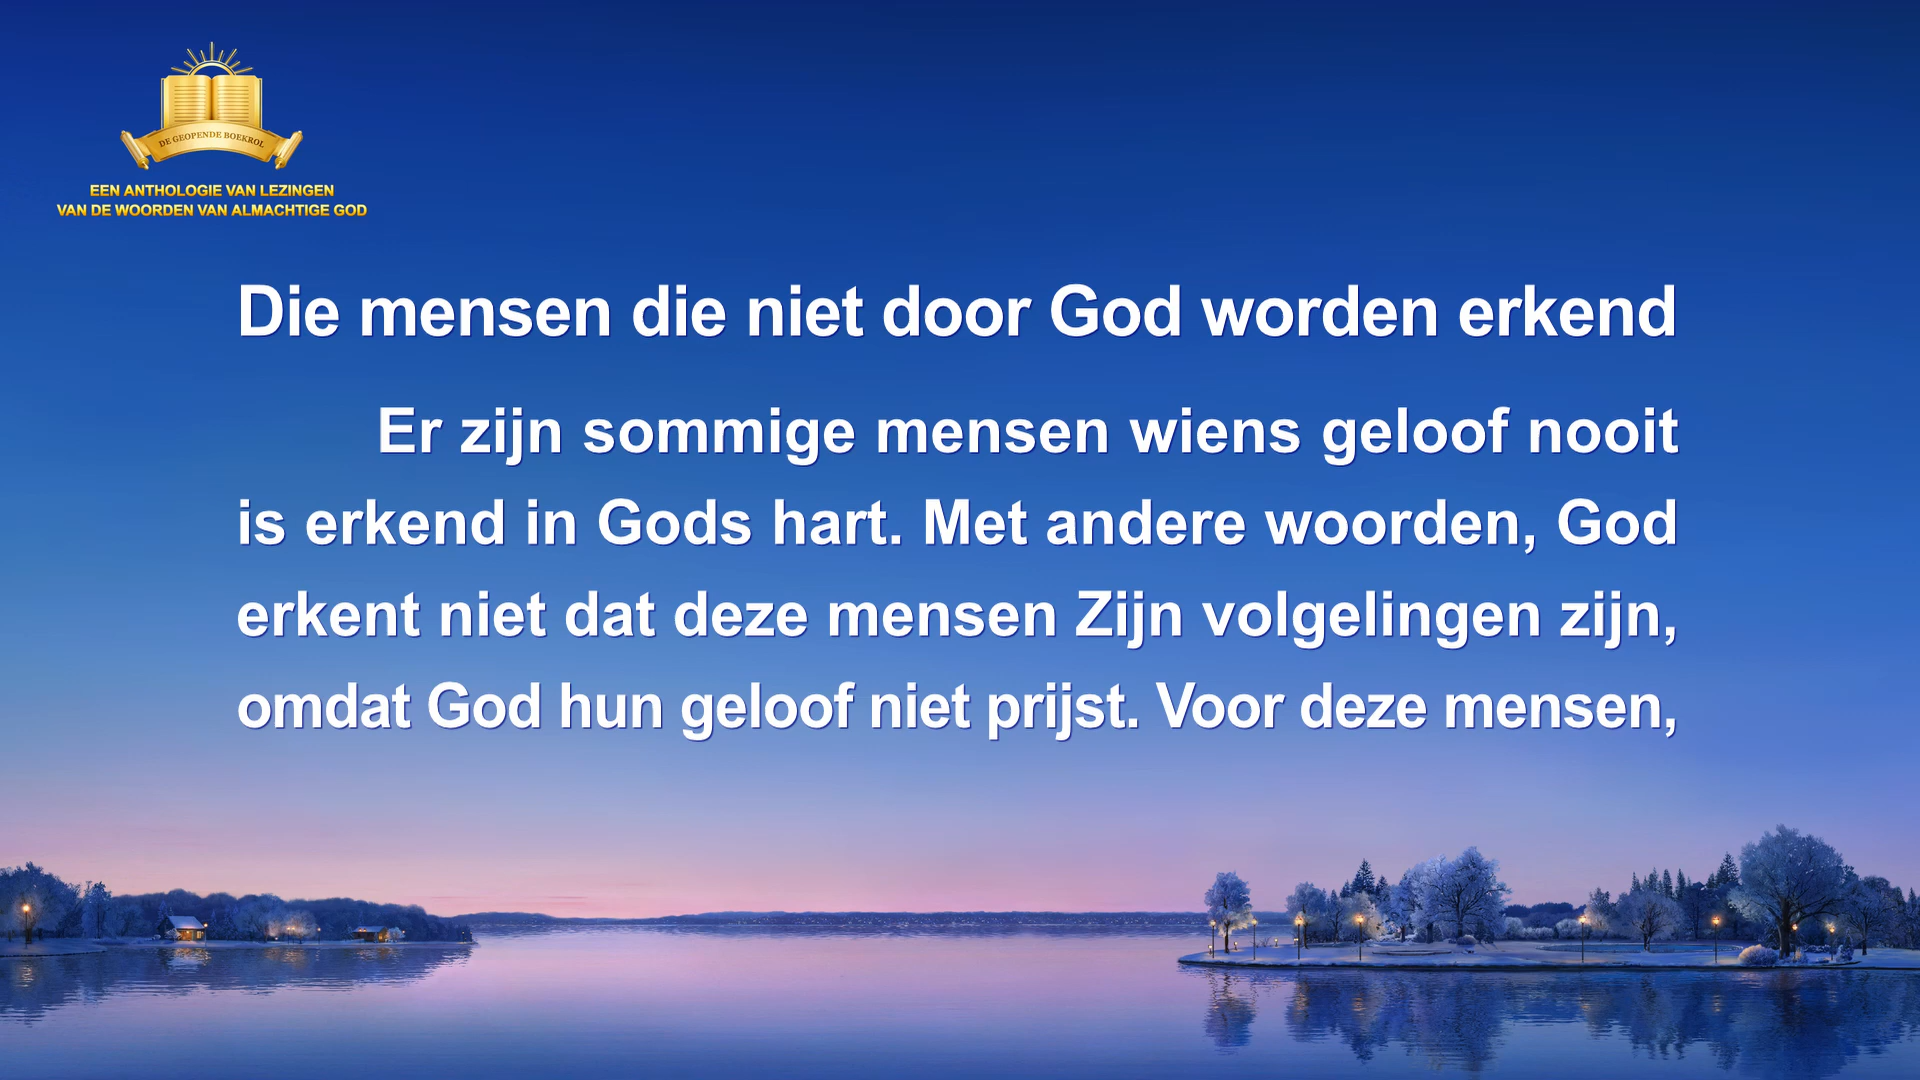 DE GEOPENDE BOEKROL
EEN ANTHOLOGIE VAN LEZINGEN
VAN DE WOORDEN VAN ALMACHTIGE GOD
Die mensen die niet door God worden erkend
Er zijn sommige mensen wiens geloof nooit
is erkend in Gods hart. Met andere woorden, God
erkent niet dat deze mensen Zijn volgelingen zijn,
omdat God hun geloof niet prijst. Voor deze mensen,